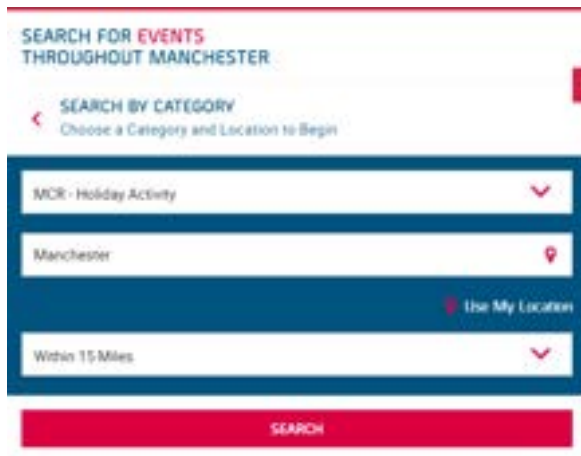 SEARCH FOR EVENTS
THROUGHOUT MANCHESTER
SEARCH BY CATEGORY
Choose a Category and Location to Begin
MCR - Holiday Activity
Manchester
Use My Location
Within 15 Miles
SEARCH